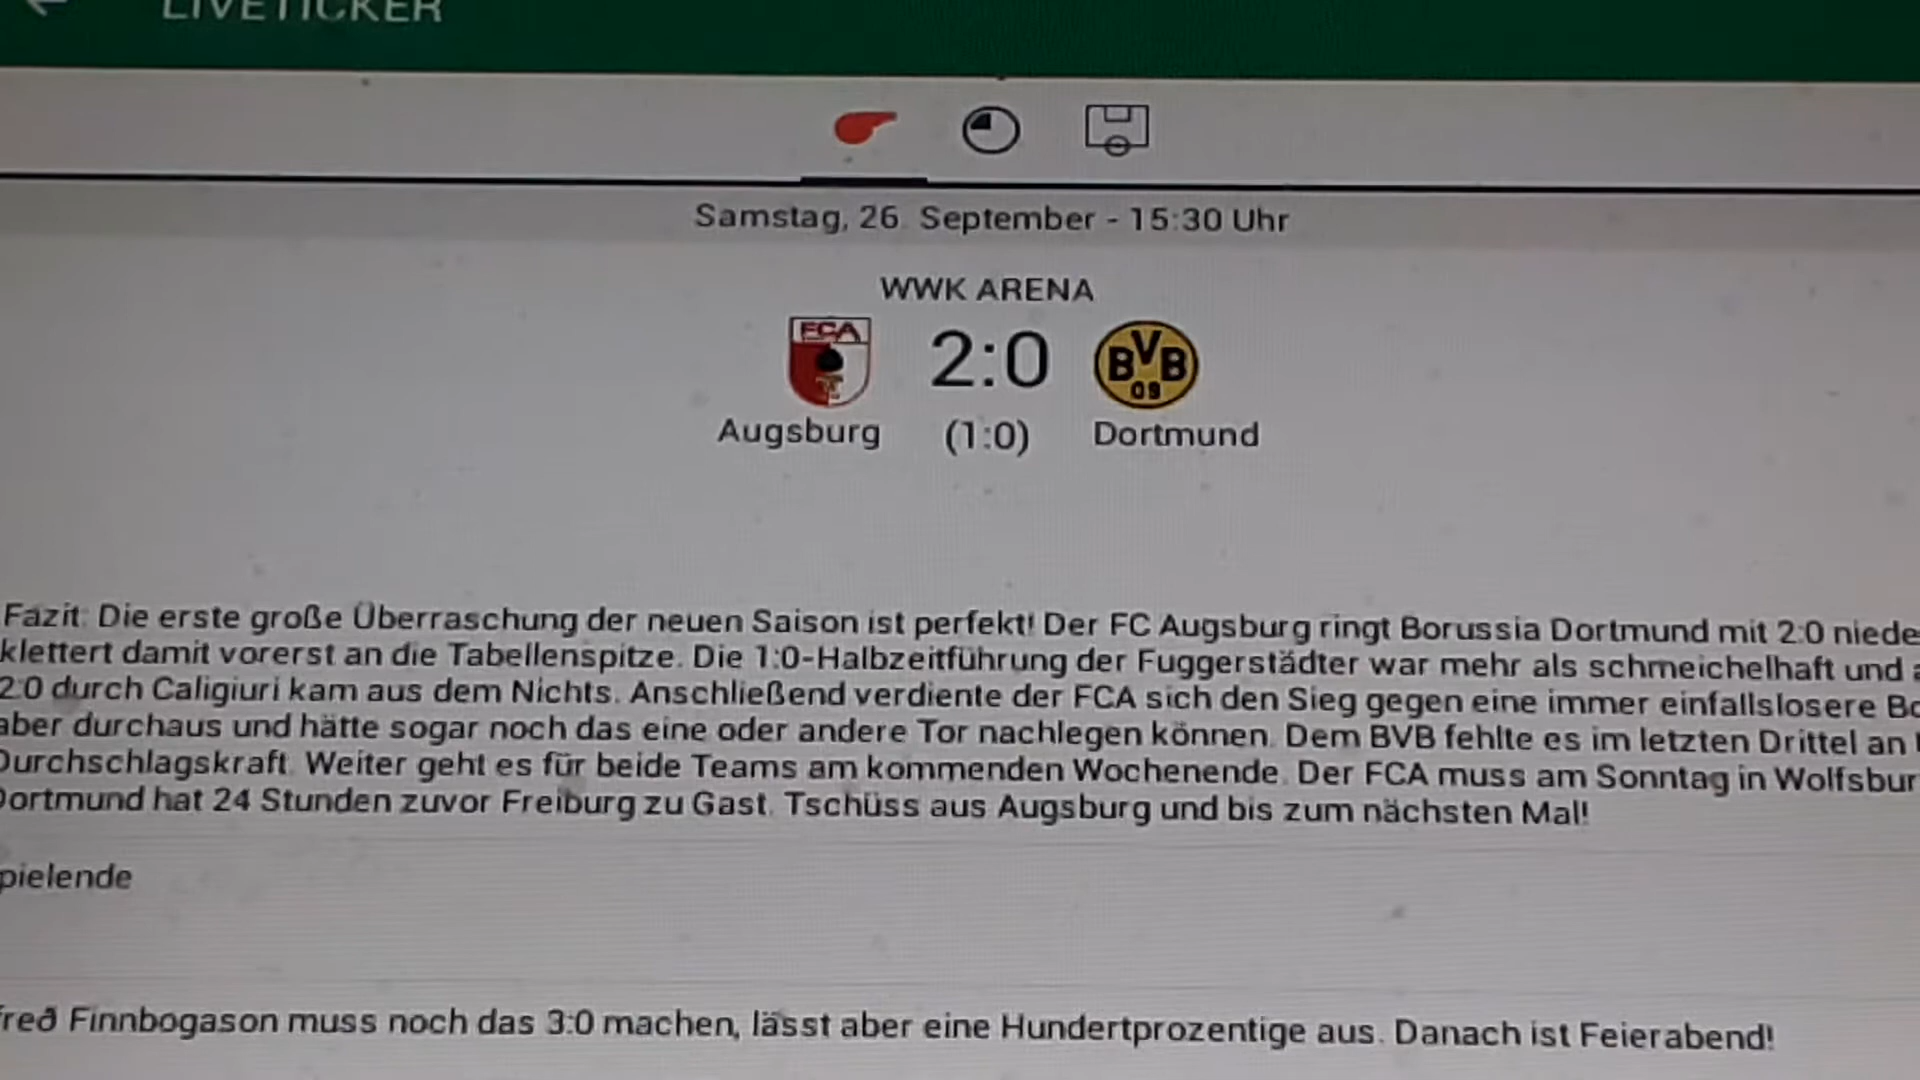 LIVETICKER
Samstag, 26. September - 15:30 Uhr
WWK ARENA
FCA 2:0 BVB 09
Augsburg (1:0) Dortmund
Fazit: Die erste große Überraschung der neuen Saison ist perfekt! Der FC Augsburg ringt Borussia Dortmund mit 2:0 niede
klettert damit vorerst an die Tabellenspitze. Die 1:0-Halbzeitführung der Fuggerstädter war mehr als schmeichelhaft und a
2:0 durch Caligiuri kam aus dem Nichts. Anschließend verdiente der FCA sich den Sieg gegen eine immer einfallslosere Bo
aber durchaus und hätte sogar noch das eine oder andere Tor nachlegen können. Dem BVB fehlte es im letzten Drittel an
Durchschlagskraft. Weiter geht es für beide Teams am kommenden Wochenende. Der FCA muss am Sonntag in Wolfsbur
Dortmund hat 24 Stunden zuvor Freiburg zu Gast. Tschüss aus Augsburg und bis zum nächsten Mal!
pielende
freð Finnbogason muss noch das 3:0 machen, lässt aber eine Hundertprozentige aus. Danach ist Feierabend!